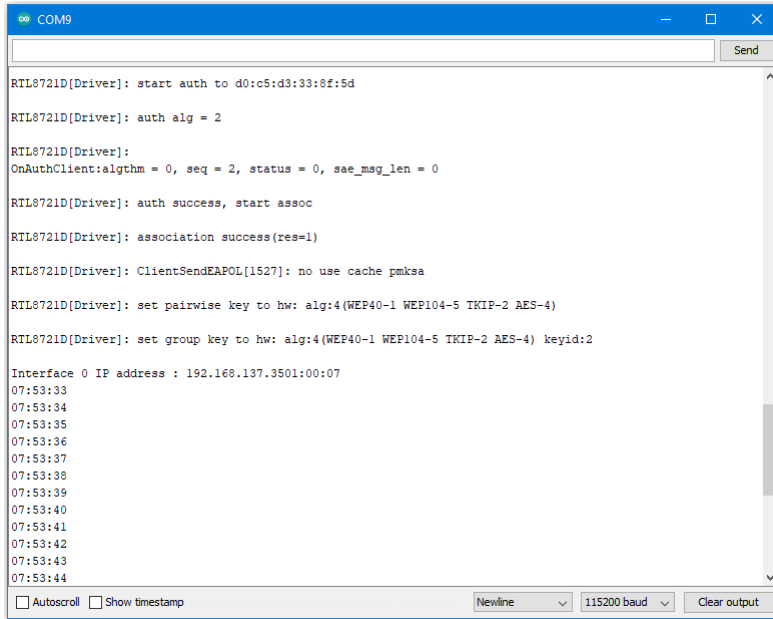 COM9
Send
RTL8721D[Driver]: start auth to d0:c5:d3:33:8f:5d
RTL8721D[Driver]: auth alg = 2
RTL8721D[Driver]:
OnAuthClient:algthm = 0, seq = 2, status = 0, sae_msg_len = 0
RTL8721D[Driver]: auth success, start assoc
RTL8721D[Driver]: association success(res=1)
RTL8721D[Driver]: ClientSendEAPOL[1527]: no use cache pmksa
RTL8721D[Driver]: set pairwise key to hw: alg:4(WEP40-1 WEP104-5 TKIP-2 AES-4)
RTL8721D[Driver]: set group key to hw: alg:4(WEP40-1 WEP104-5 TKIP-2 AES-4) keyid:2
Interface 0 IP address : 192.168.137.3501:00:07
07:53:33
07:53:34
07:53:35
07:53:36
07:53:37
07:53:38
07:53:39
07:53:40
07:53:41
07:53:42
07:53:43
07:53:44
Autoscroll Show timestamp Newline 115200 baud Clear output